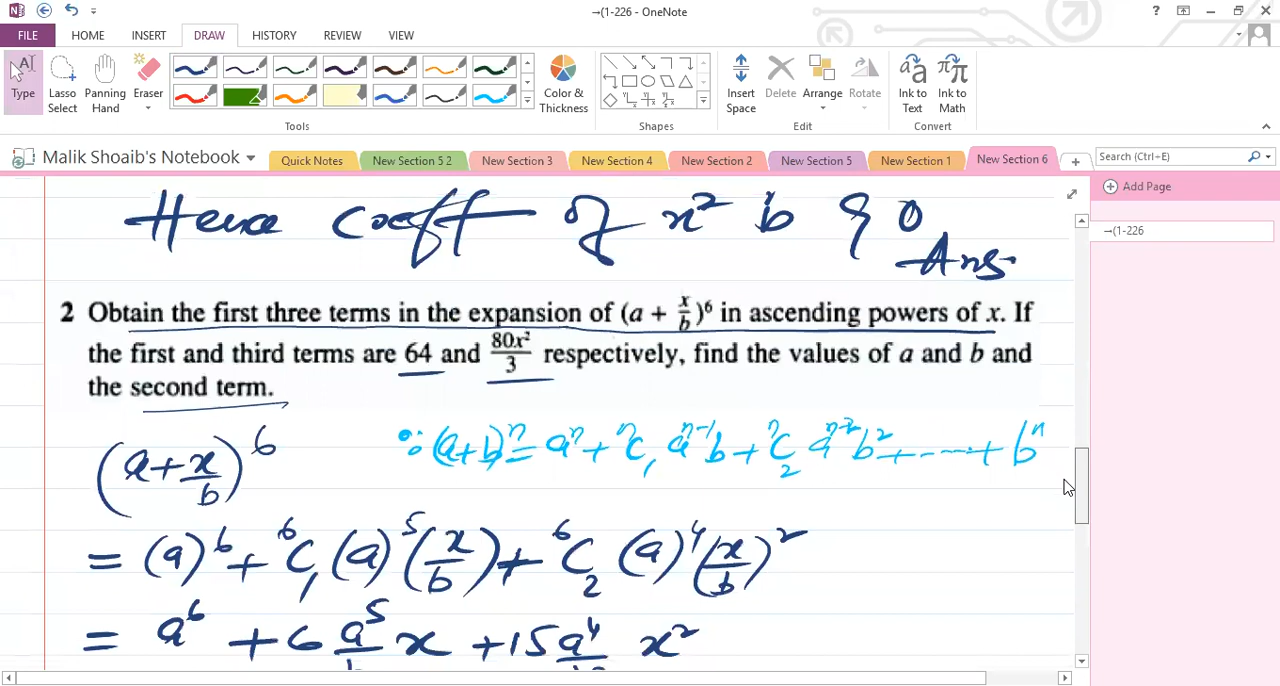 →(1-226 - OneNote
FILE HOME INSERT DRAW HISTORY REVIEW VIEW
Type
Lasso Select
Panning Hand
Eraser
Color & Thickness
Insert Space
Delete
Arrange
Rotate
Ink to Text
Ink to Math
Tools
Shapes
Edit
Convert
Malik Shoaib's Notebook
Quick Notes New Section 5 2 New Section 3 New Section 4 New Section 2 New Section 5 New Section 1 New Section 6
Search (Ctrl+E)
Add Page
→(1-226
Hence coeff of x²
Ans
2 Obtain the first three terms in the expansion of (a + x/b)⁶ in ascending powers of x. If
the first and third terms are 64 and 80x²/3 respectively, find the values of a and b and
the second term.
∵ (a+b)ⁿ = aⁿ + ⁿC₁ aⁿ⁻¹b + ⁿC₂ aⁿ⁻²b² + ---- + bⁿ
(a + x/b)⁶
= (a)⁶ + ⁶C₁ (a)⁵ (x/b) + ⁶C₂ (a)⁴ (x/b)²
= a⁶ + 6 a⁵ x + 15 a⁴ x²